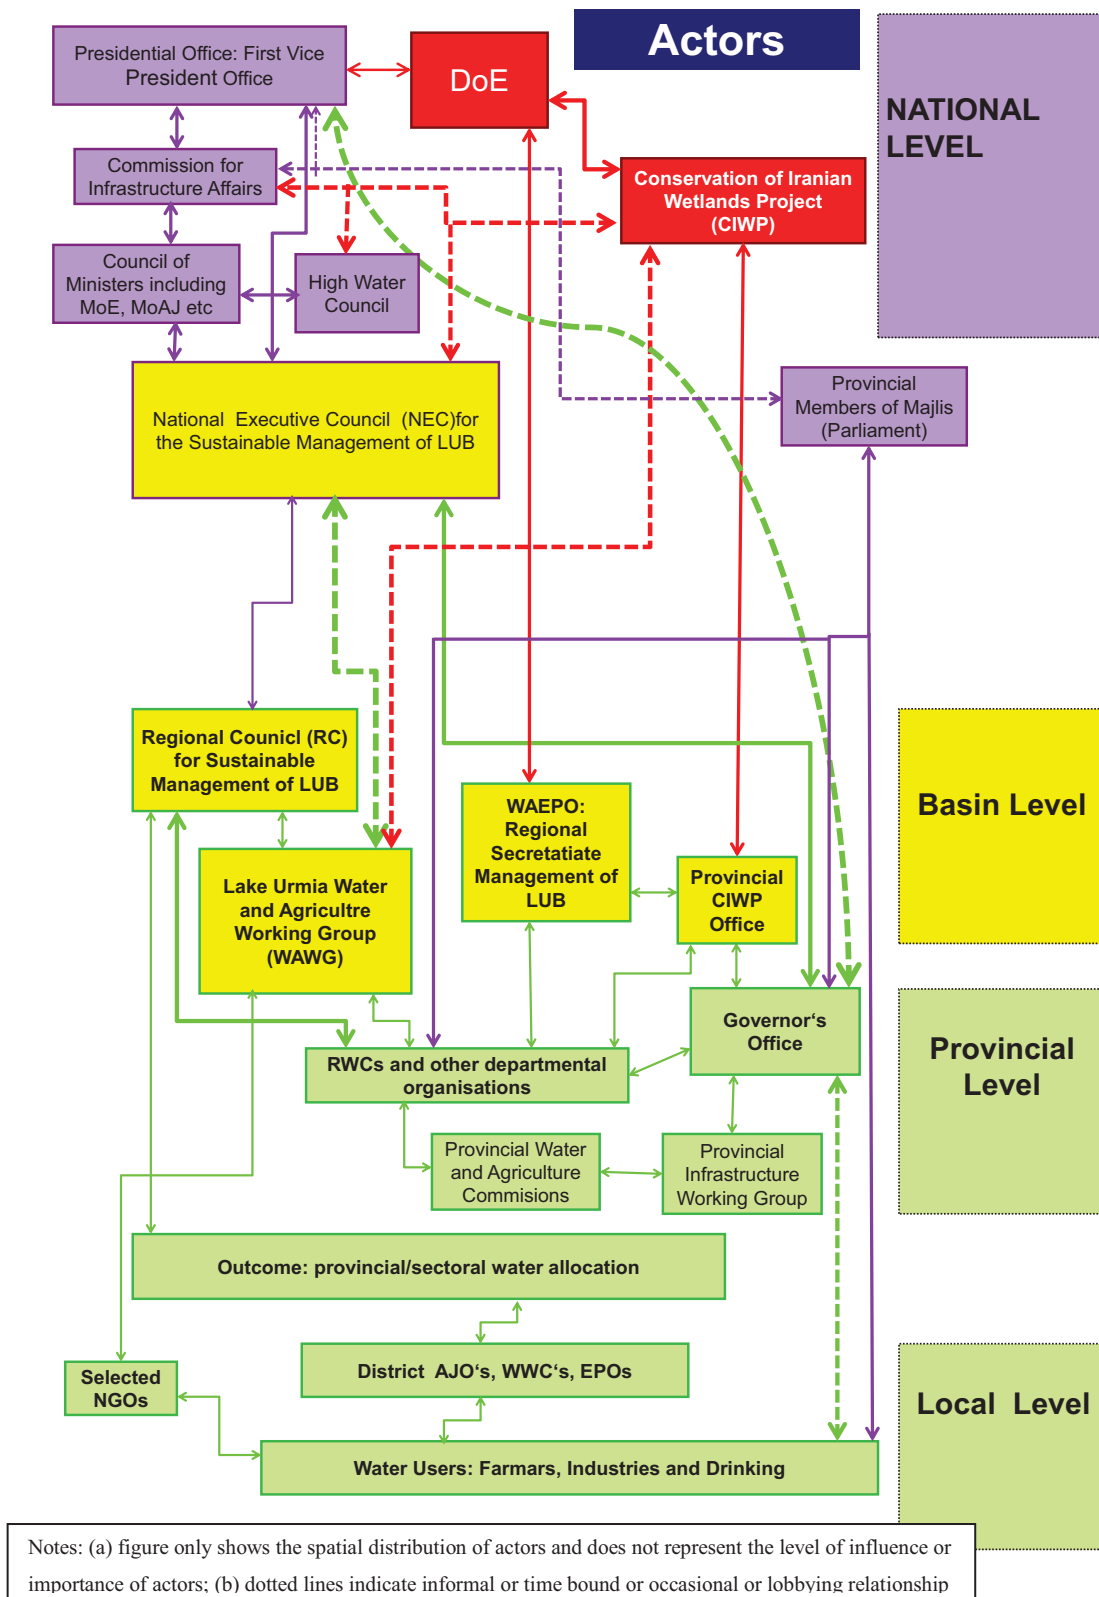 Actors
Presidential Office: First Vice
President Office
DoE
NATIONAL
LEVEL
Commission for
Infrastructure Affairs
Conservation of Iranian
Wetlands Project
(CIWP)
Council of
Ministers including
MoE, MoAJ etc
High Water
Council
National Executive Council (NEC)for
the Sustainable Management of LUB
Provincial
Members of Majlis
(Parliament)
Regional Counicl (RC)
for Sustainable
Management of LUB
WAEPO:
Regional
Secretatiate
Management of
LUB
Basin Level
Lake Urmia Water
and Agricultre
Working Group
(WAWG)
Provincial
CIWP
Office
Governor‘s
Office
Provincial
Level
RWCs and other departmental
organisations
Provincial Water
and Agriculture
Commisions
Provincial
Infrastructure
Working Group
Outcome: provincial/sectoral water allocation
District AJO‘s, WWC‘s, EPOs
Selected
NGOs
Local Level
Water Users: Farmars, Industries and Drinking
Notes: (a) figure only shows the spatial distribution of actors and does not represent the level of influence or
importance of actors; (b) dotted lines indicate informal or time bound or occasional or lobbying relationship